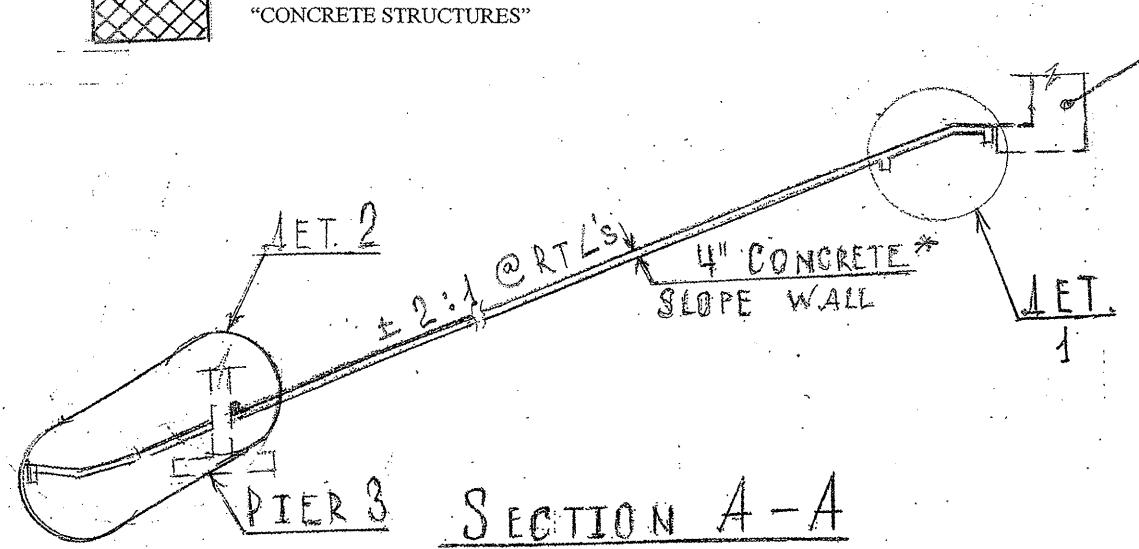 “CONCRETE STRUCTURES”
DET. 2
± 2:1 @ RT ∠'s
4" CONCRETE *
SLOPE WALL
DET.
1
PIER 3
SECTION A-A